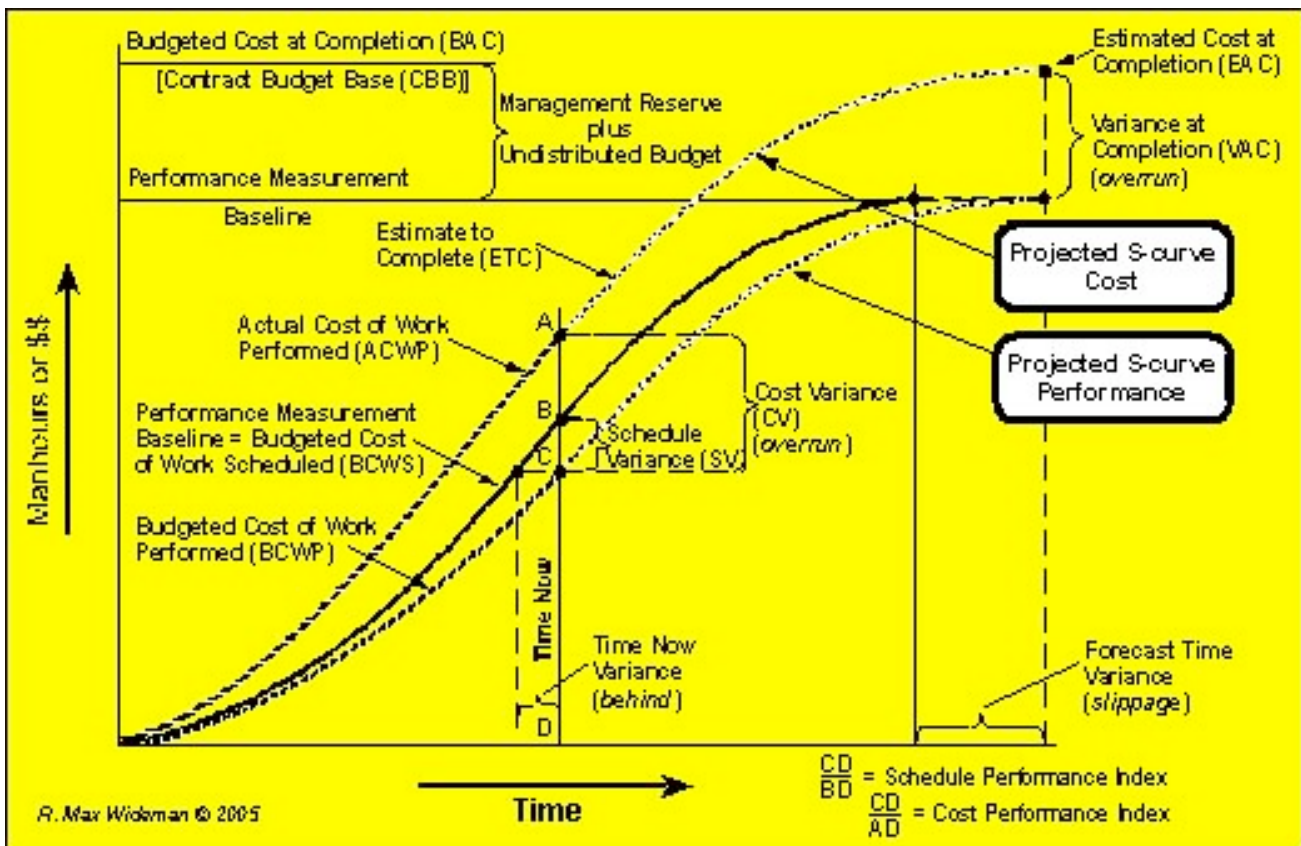 Budgeted Cost at Completion (BAC)
[Contract Budget Base (CBB)]
Management Reserve
plus
Undistributed Budget
Performance Measurement
Baseline
Estimated Cost at
Completion (EAC)
Variance at
Completion (VAC)
(overrun)
Estimate to
Complete (ETC)
Projected S-curve
Cost
Actual Cost of Work
Performed (ACWP)
Projected S-curve
Performance
A
B
C
D
Cost Variance
(CV)
(overrun)
Schedule
Variance (SV)
Performance Measurement
Baseline = Budgeted Cost
of Work Scheduled (BCWS)
Budgeted Cost of Work
Performed (BCWP)
Manhours or $$
Time Now
Time Now
Variance
(behind)
Forecast Time
Variance
(slippage)
Time
CD
BD
= Schedule Performance Index
CD
AD
= Cost Performance Index
R. Max Wideman © 2005